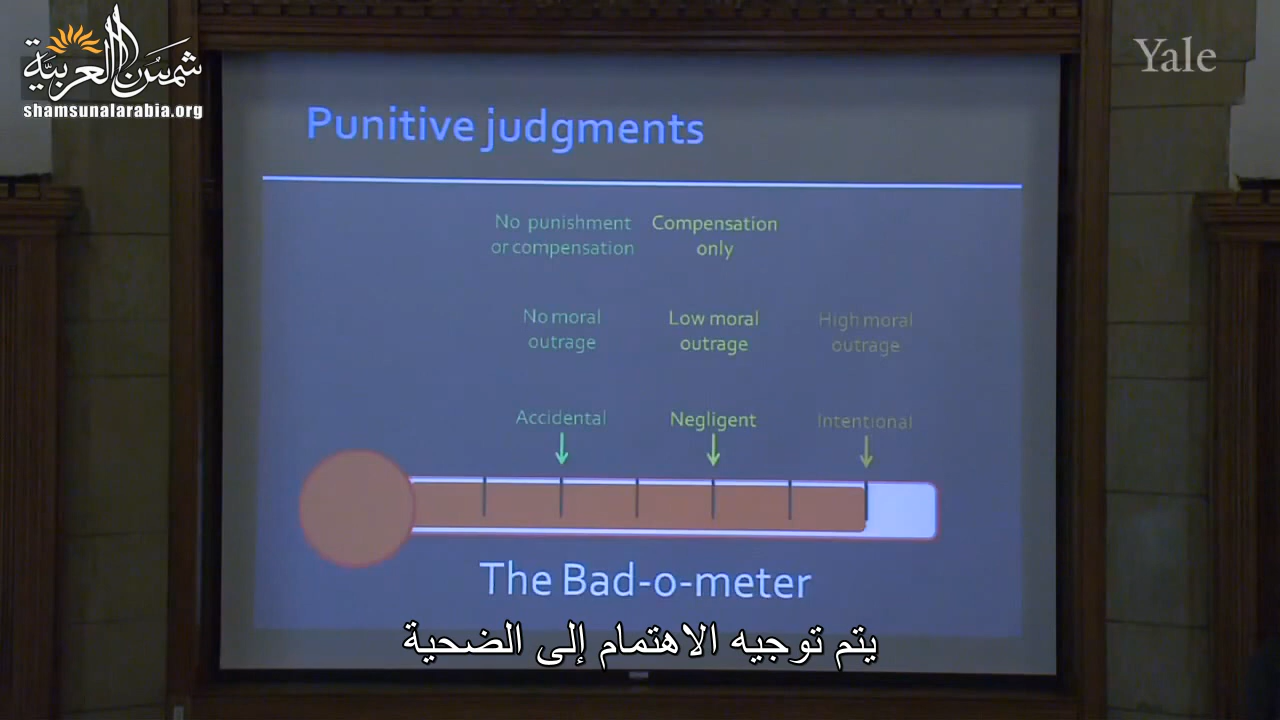 شمس العربية
shamsunalarabia.org
Yale
Punitive judgments
No punishment or compensation
Compensation only
No moral outrage
Low moral outrage
High moral outrage
Accidental
Negligent
Intentional
The Bad-o-meter
يتم توجيه الاهتمام إلى الضحية